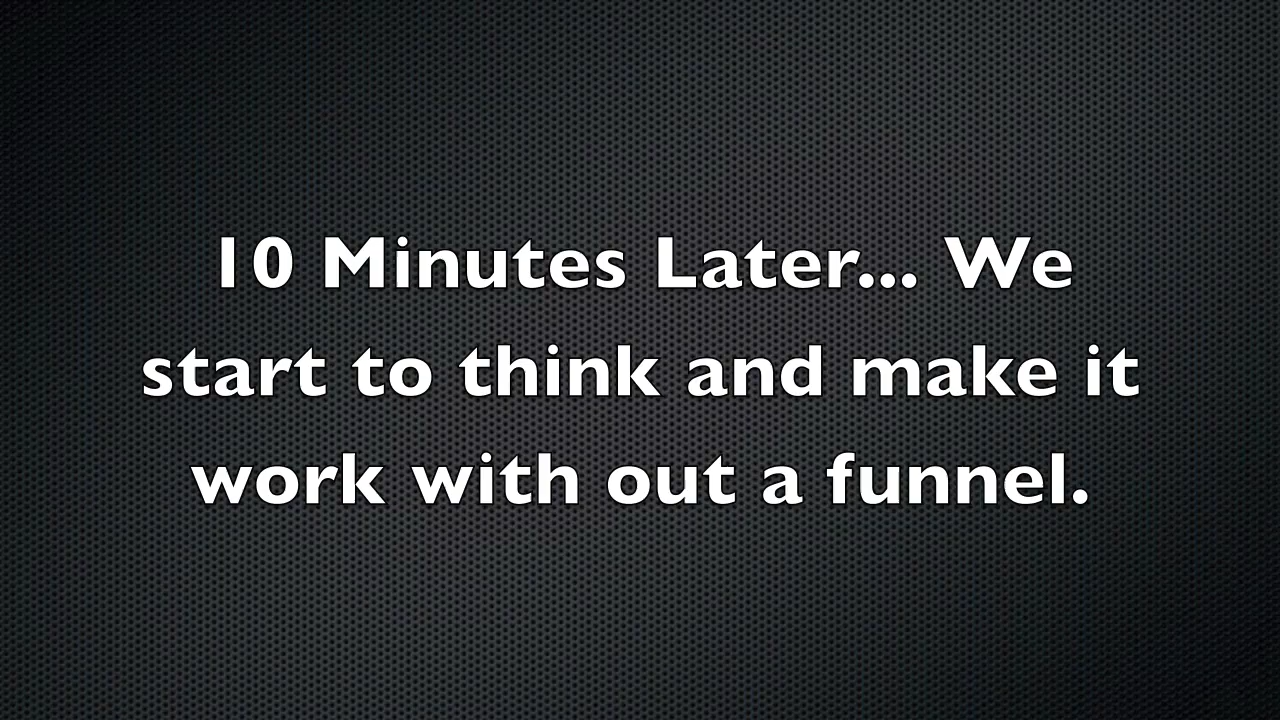 10 Minutes Later... We
start to think and make it
work with out a funnel.